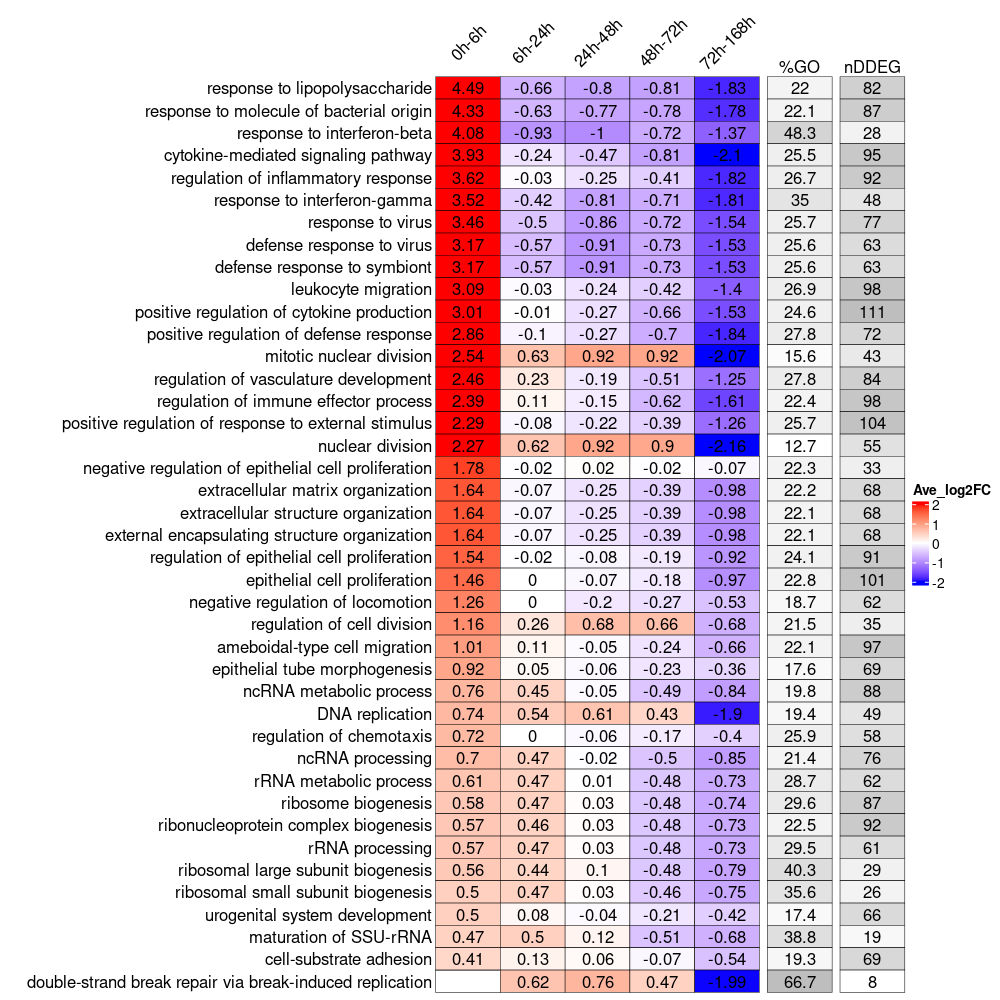 0h-6h 6h-24h 24h-48h 48h-72h 72h-168h %GO nDDEG
response to lipopolysaccharide 4.49 -0.66 -0.8 -0.81 -1.83 22 82
response to molecule of bacterial origin 4.33 -0.63 -0.77 -0.78 -1.78 22.1 87
response to interferon-beta 4.08 -0.93 -1 -0.72 -1.37 48.3 28
cytokine-mediated signaling pathway 3.93 -0.24 -0.47 -0.81 -2.1 25.5 95
regulation of inflammatory response 3.62 -0.03 -0.25 -0.41 -1.82 26.7 92
response to interferon-gamma 3.52 -0.42 -0.81 -0.71 -1.81 35 48
response to virus 3.46 -0.5 -0.86 -0.72 -1.54 25.7 77
defense response to virus 3.17 -0.57 -0.91 -0.73 -1.53 25.6 63
defense response to symbiont 3.17 -0.57 -0.91 -0.73 -1.53 25.6 63
leukocyte migration 3.09 -0.03 -0.24 -0.42 -1.4 26.9 98
positive regulation of cytokine production 3.01 -0.01 -0.27 -0.66 -1.53 24.6 111
positive regulation of defense response 2.86 -0.1 -0.27 -0.7 -1.84 27.8 72
mitotic nuclear division 2.54 0.63 0.92 0.92 -2.07 15.6 43
regulation of vasculature development 2.46 0.23 -0.19 -0.51 -1.25 27.8 84
regulation of immune effector process 2.39 0.11 -0.15 -0.62 -1.61 22.4 98
positive regulation of response to external stimulus 2.29 -0.08 -0.22 -0.39 -1.26 25.7 104
nuclear division 2.27 0.62 0.92 0.9 -2.16 12.7 55
negative regulation of epithelial cell proliferation 1.78 -0.02 0.02 -0.02 -0.07 22.3 33
extracellular matrix organization 1.64 -0.07 -0.25 -0.39 -0.98 22.2 68
extracellular structure organization 1.64 -0.07 -0.25 -0.39 -0.98 22.1 68
external encapsulating structure organization 1.64 -0.07 -0.25 -0.39 -0.98 22.1 68
regulation of epithelial cell proliferation 1.54 -0.02 -0.08 -0.19 -0.92 24.1 91
epithelial cell proliferation 1.46 0 -0.07 -0.18 -0.97 22.8 101
negative regulation of locomotion 1.26 0 -0.2 -0.27 -0.53 18.7 62
regulation of cell division 1.16 0.26 0.68 0.66 -0.68 21.5 35
ameboidal-type cell migration 1.01 0.11 -0.05 -0.24 -0.66 22.1 97
epithelial tube morphogenesis 0.92 0.05 -0.06 -0.23 -0.36 17.6 69
ncRNA metabolic process 0.76 0.45 -0.05 -0.49 -0.84 19.8 88
DNA replication 0.74 0.54 0.61 0.43 -1.9 19.4 49
regulation of chemotaxis 0.72 0 -0.06 -0.17 -0.4 25.9 58
ncRNA processing 0.7 0.47 -0.02 -0.5 -0.85 21.4 76
rRNA metabolic process 0.61 0.47 0.01 -0.48 -0.73 28.7 62
ribosome biogenesis 0.58 0.47 0.03 -0.48 -0.74 29.6 87
ribonucleoprotein complex biogenesis 0.57 0.46 0.03 -0.48 -0.73 22.5 92
rRNA processing 0.57 0.47 0.03 -0.48 -0.73 29.5 61
ribosomal large subunit biogenesis 0.56 0.44 0.1 -0.48 -0.79 40.3 29
ribosomal small subunit biogenesis 0.5 0.47 0.03 -0.46 -0.75 35.6 26
urogenital system development 0.5 0.08 -0.04 -0.21 -0.42 17.4 66
maturation of SSU-rRNA 0.47 0.5 0.12 -0.51 -0.68 38.8 19
cell-substrate adhesion 0.41 0.13 0.06 -0.07 -0.54 19.3 69
double-strand break repair via break-induced replication 0.62 0.76 0.47 -1.99 66.7 8
Ave_log2FC
2
1
0
-1
-2